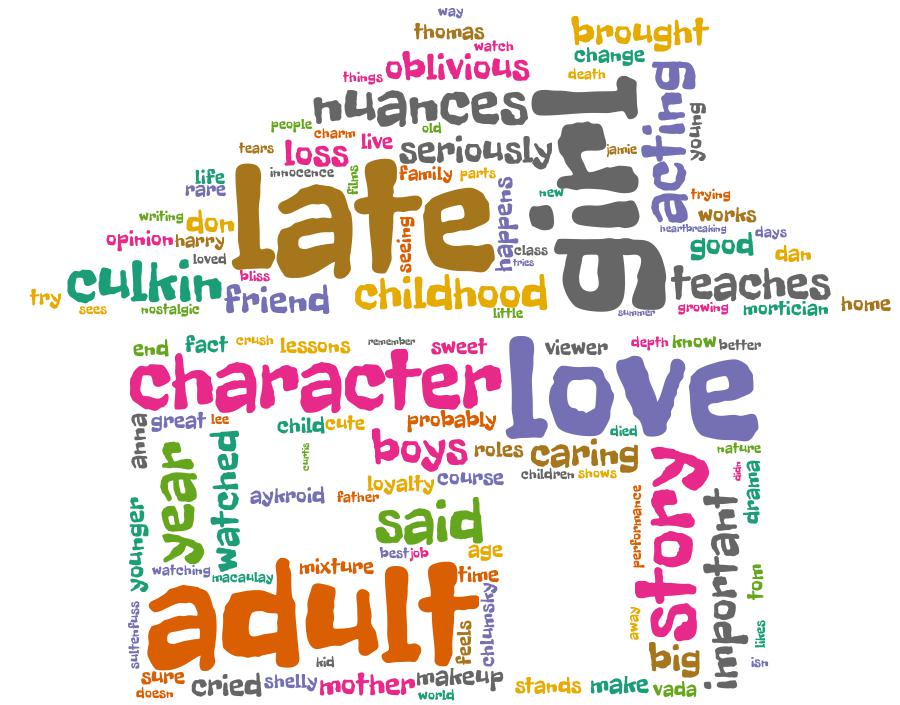 way
thomas
brought
watch
change
oblivious
things
death
nuances
girl
acting
young
people
charm
old
tears
loss
live
seriously
jamie
life
rare
innocence
films
family
parts
late
new
trying
writing
don
seeing
happens
works
heartbreaking
days
opinion
harry
class
good
dan
loved
tries
culkin
bliss
friend
childhood
teaches
try
sees
nostalgic
little
summer
growing
mortician
home
end
fact
crush
lessons
remember
sweet
viewer
depth
know
better
character
love
anna
great
lee
child
cute
probably
died
boys
roles
caring
nature
year
watched
curtis
children
shows
story
didn
drama
aykroid
father
loyalty
course
younger
performance
important
said
best
job
age
watching
macaulay
mixture
time
tom
adult
sultenfuss
feels
chlumsky
away
likes
isn
kid
big
sure
doesn
cried
shelly
mother
makeup
world
stands
make
vada